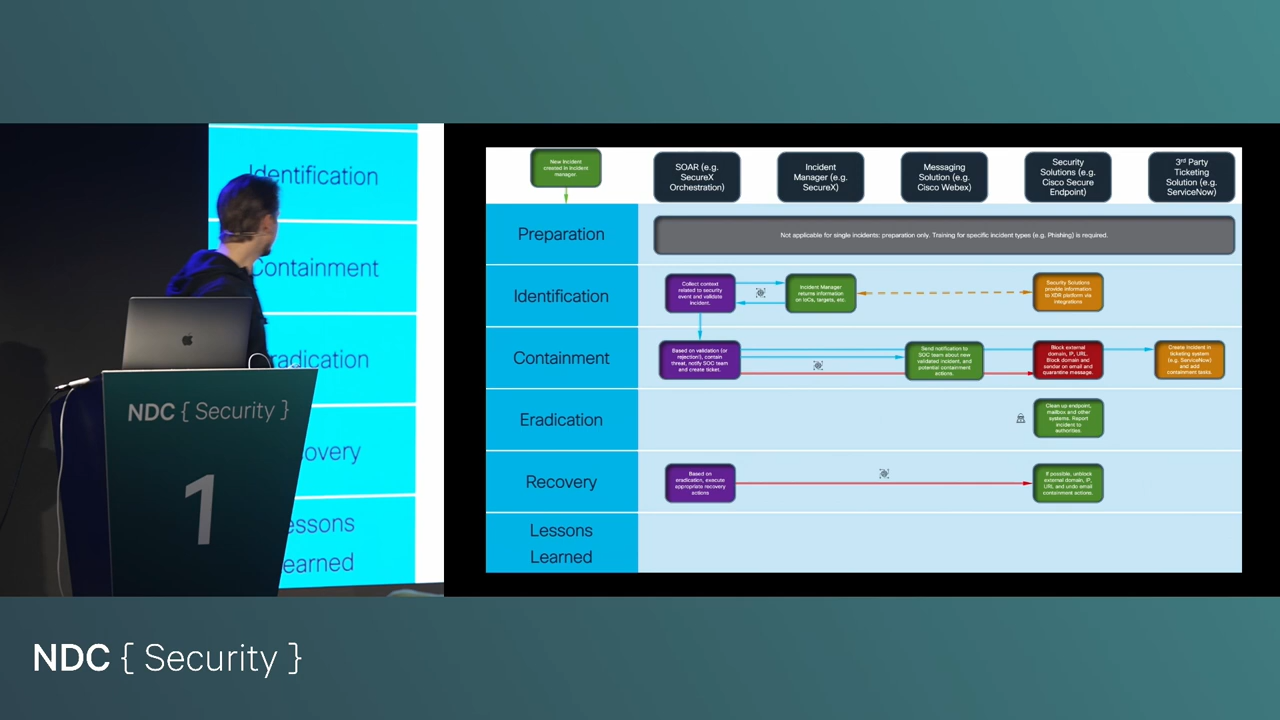 Identification
Containment
radication
overy
essons
earned
NDC { Security }
1
NDC { Security }
New Incident
created in incident
manager.
SOAR (e.g.
SecureX
Orchestration)
Incident
Manager (e.g.
SecureX)
Messaging
Solution (e.g.
Cisco Webex)
Security
Solutions (e.g.
Cisco Secure
Endpoint)
3rd Party
Ticketing
Solution (e.g.
ServiceNow)
Preparation
Not applicable for single incidents: preparation only. Training for specific incident types (e.g. Phishing) is required.
Identification
Collect context
related to security
event and validate
incident.
Incident Manager
returns information
on IoCs, targets, etc.
Security Solutions
provide information
to XDR platform via
integrations
Containment
Based on validation (or
rejection!), contain
threat, notify SOC team
and create ticket.
Send notification to
SOC team about new
validated incident, and
potential containment
actions.
Block external
domain, IP, URL.
Block domain and
sender on email and
quarantine message.
Create incident in
ticketing system
(e.g. ServiceNow)
and add
containment tasks.
Eradication
Clean up endpoint,
mailbox and other
systems. Report
incident to
authorities.
Recovery
Based on
eradication, execute
appropriate recovery
actions
If possible, unblock
external domain, IP,
URL and undo email
containment actions.
Lessons
Learned